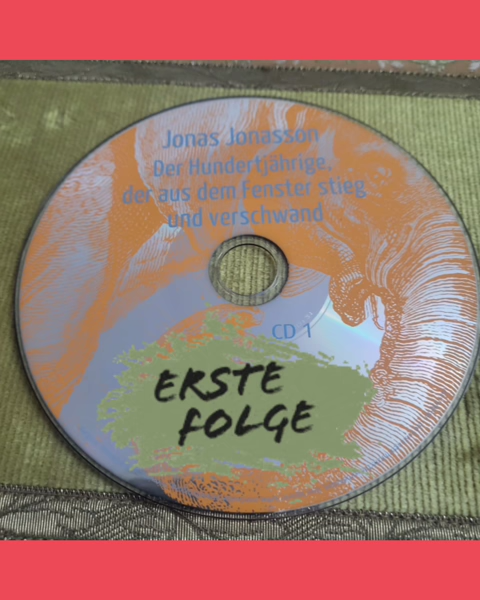 Jonas Jonasson
Der Hundertjährige,
der aus dem Fenster stieg
und verschwand
CD 1
ERSTE
FOLGE